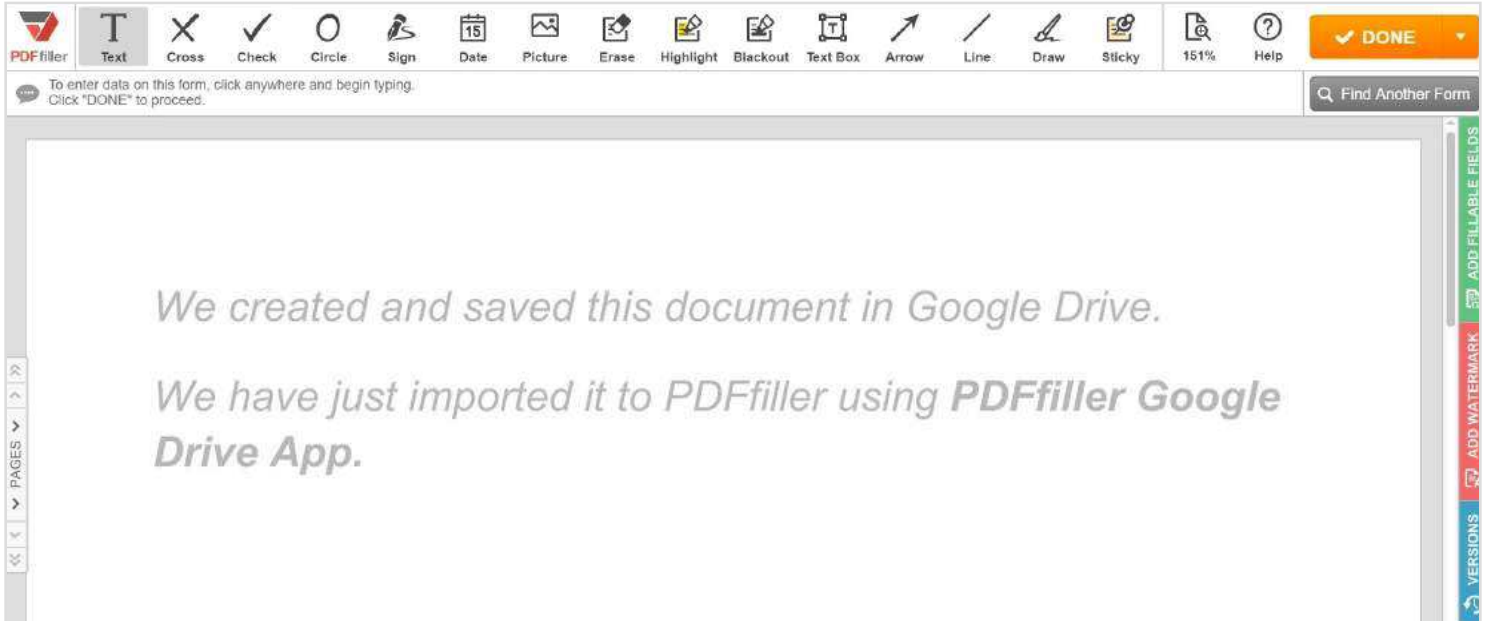 PDFfiller
Text
Cross
Check
Circle
Sign
15
Date
Picture
Erase
Highlight
Blackout
T
Text Box
Arrow
Line
Draw
Sticky
151%
?
Help
DONE
To enter data on this form, click anywhere and begin typing.
Click "DONE" to proceed.
Find Another Form
We created and saved this document in Google Drive.
We have just imported it to PDFfiller using PDFfiller Google
Drive App.
PAGES
ADD FILLABLE FIELDS
ADD WATERMARK
VERSIONS